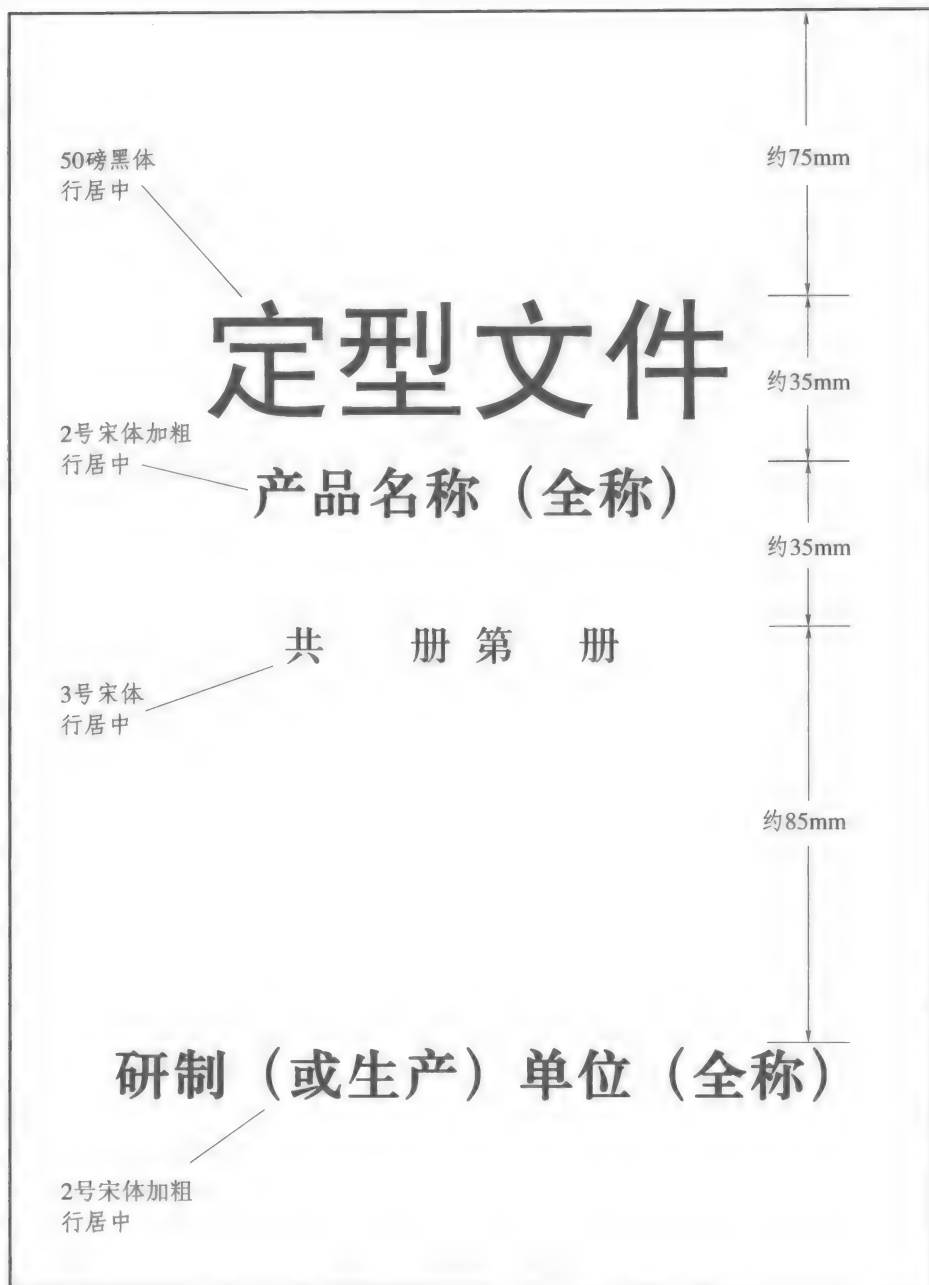 50磅黑体
行居中
约75mm
定型文件
约35mm
2号宋体加粗
行居中
产品名称（全称）
约35mm
共 册 第 册
3号宋体
行居中
约85mm
研制（或生产）单位（全称）
2号宋体加粗
行居中